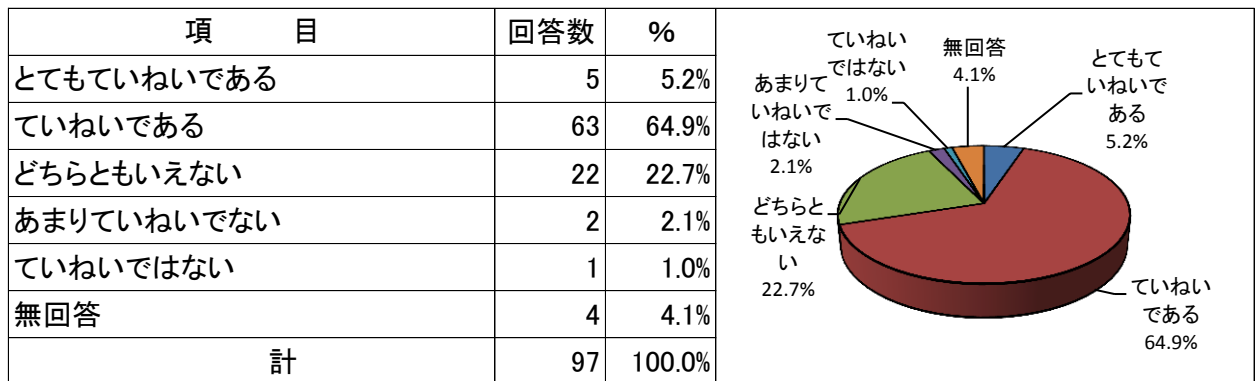 項　　目 回答数 %
とてもていねいである 5 5.2%
ていねいである 63 64.9%
どちらともいえない 22 22.7%
あまりていねいでない 2 2.1%
ていねいではない 1 1.0%
無回答 4 4.1%
計 97 100.0%
とてもて
いねいで
ある
5.2%
ていねい
である
64.9%
どちらと
もいえな
い
22.7%
あまりて
いねいで
はない
2.1%
ていねい
ではない
1.0%
無回答
4.1%